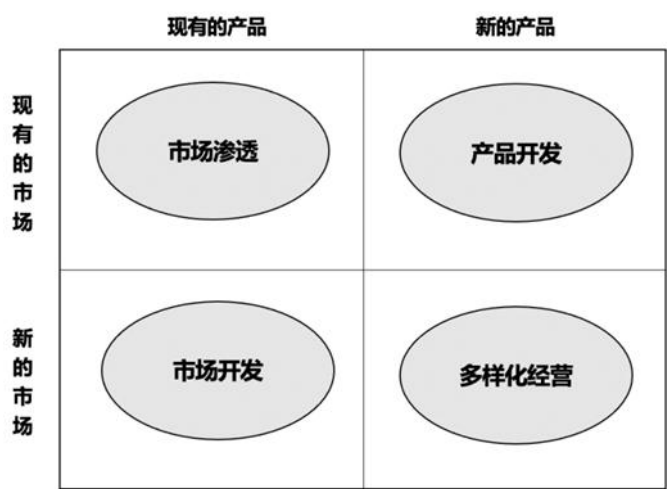 现有的产品
新的产品
现有的市场
市场渗透
产品开发
新的市场
市场开发
多样化经营